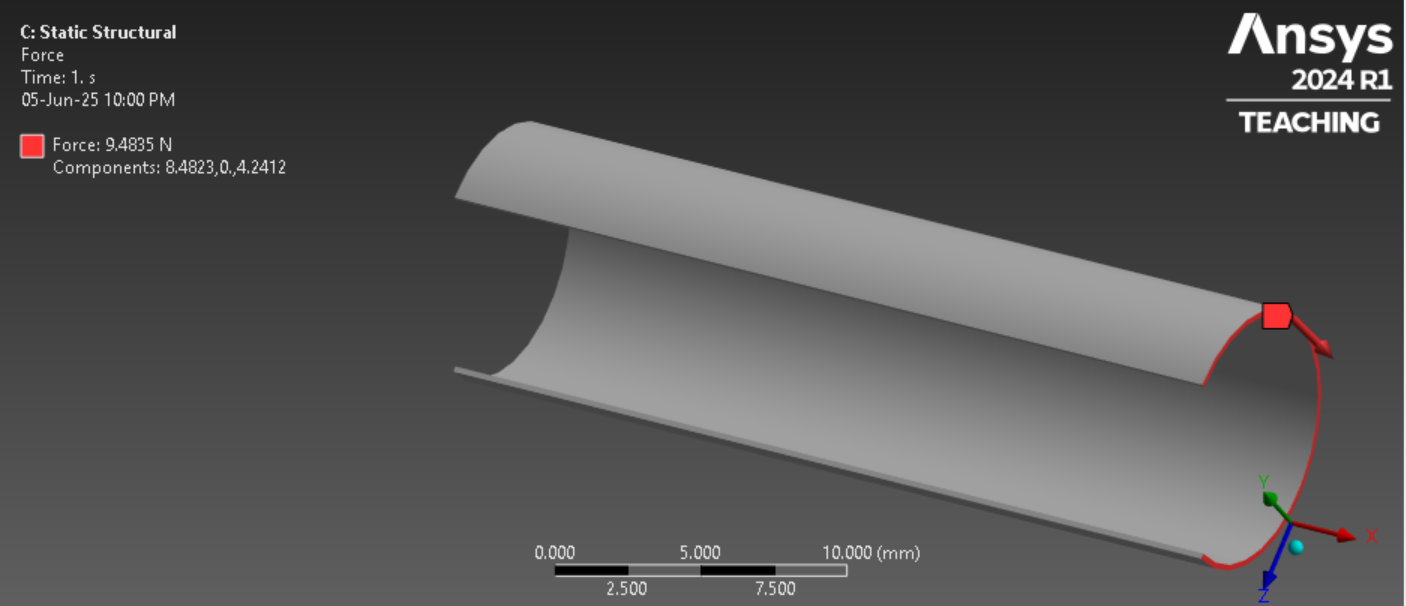 C: Static Structural
Force
Time: 1. s
05-Jun-25 10:00 PM
Force: 9.4835 N
Components: 8.4823,0.,4.2412
Ansys
2024 R1
TEACHING
0.000 5.000 10.000 (mm)
2.500 7.500
Y
X
Z